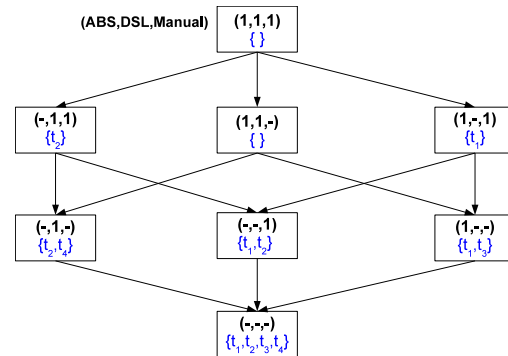 (ABS,DSL,Manual)
(1,1,1)
{ }
(-,1,1)
{t₂}
(1,1,-)
{ }
(1,-,1)
{t₁}
(-,1,-)
{t₂,t₄}
(-,-,1)
{t₁,t₂}
(1,-,-)
{t₁,t₃}
(-,-,-)
{t₁,t₂,t₃,t₄}